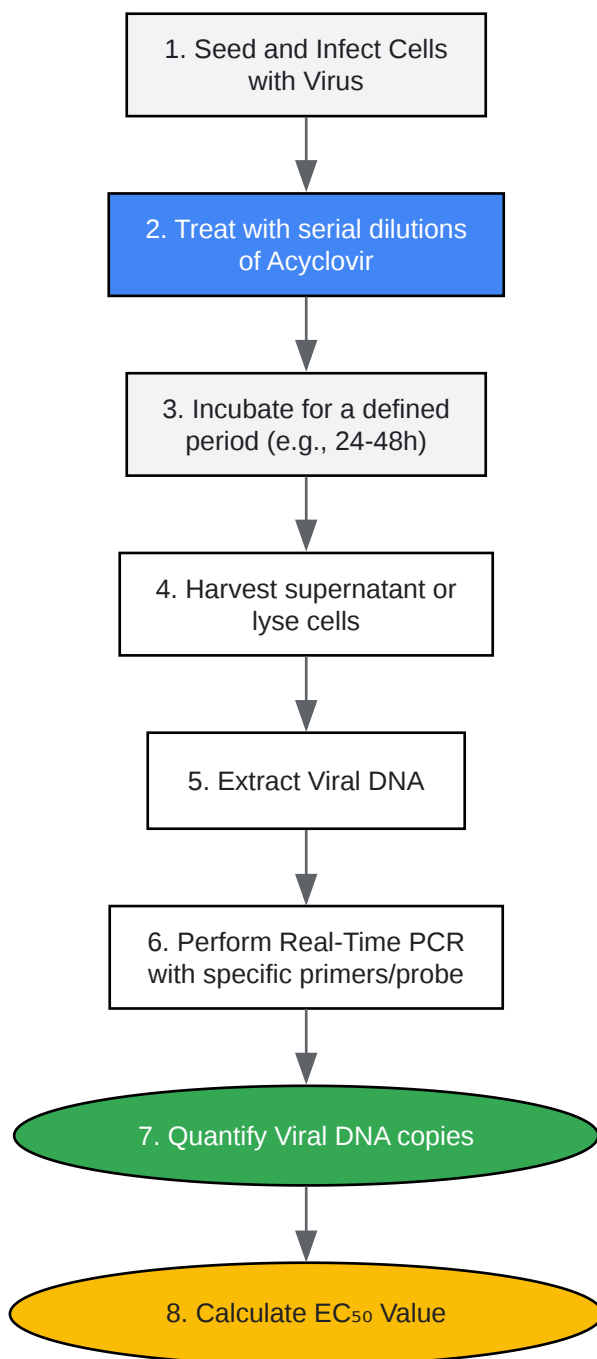 1. Seed and Infect Cells
with Virus
2. Treat with serial dilutions
of Acyclovir
3. Incubate for a defined
period (e.g., 24-48h)
4. Harvest supernatant or
lyse cells
5. Extract Viral DNA
6. Perform Real-Time PCR
with specific primers/probe
7. Quantify Viral DNA copies
8. Calculate EC₅₀ Value